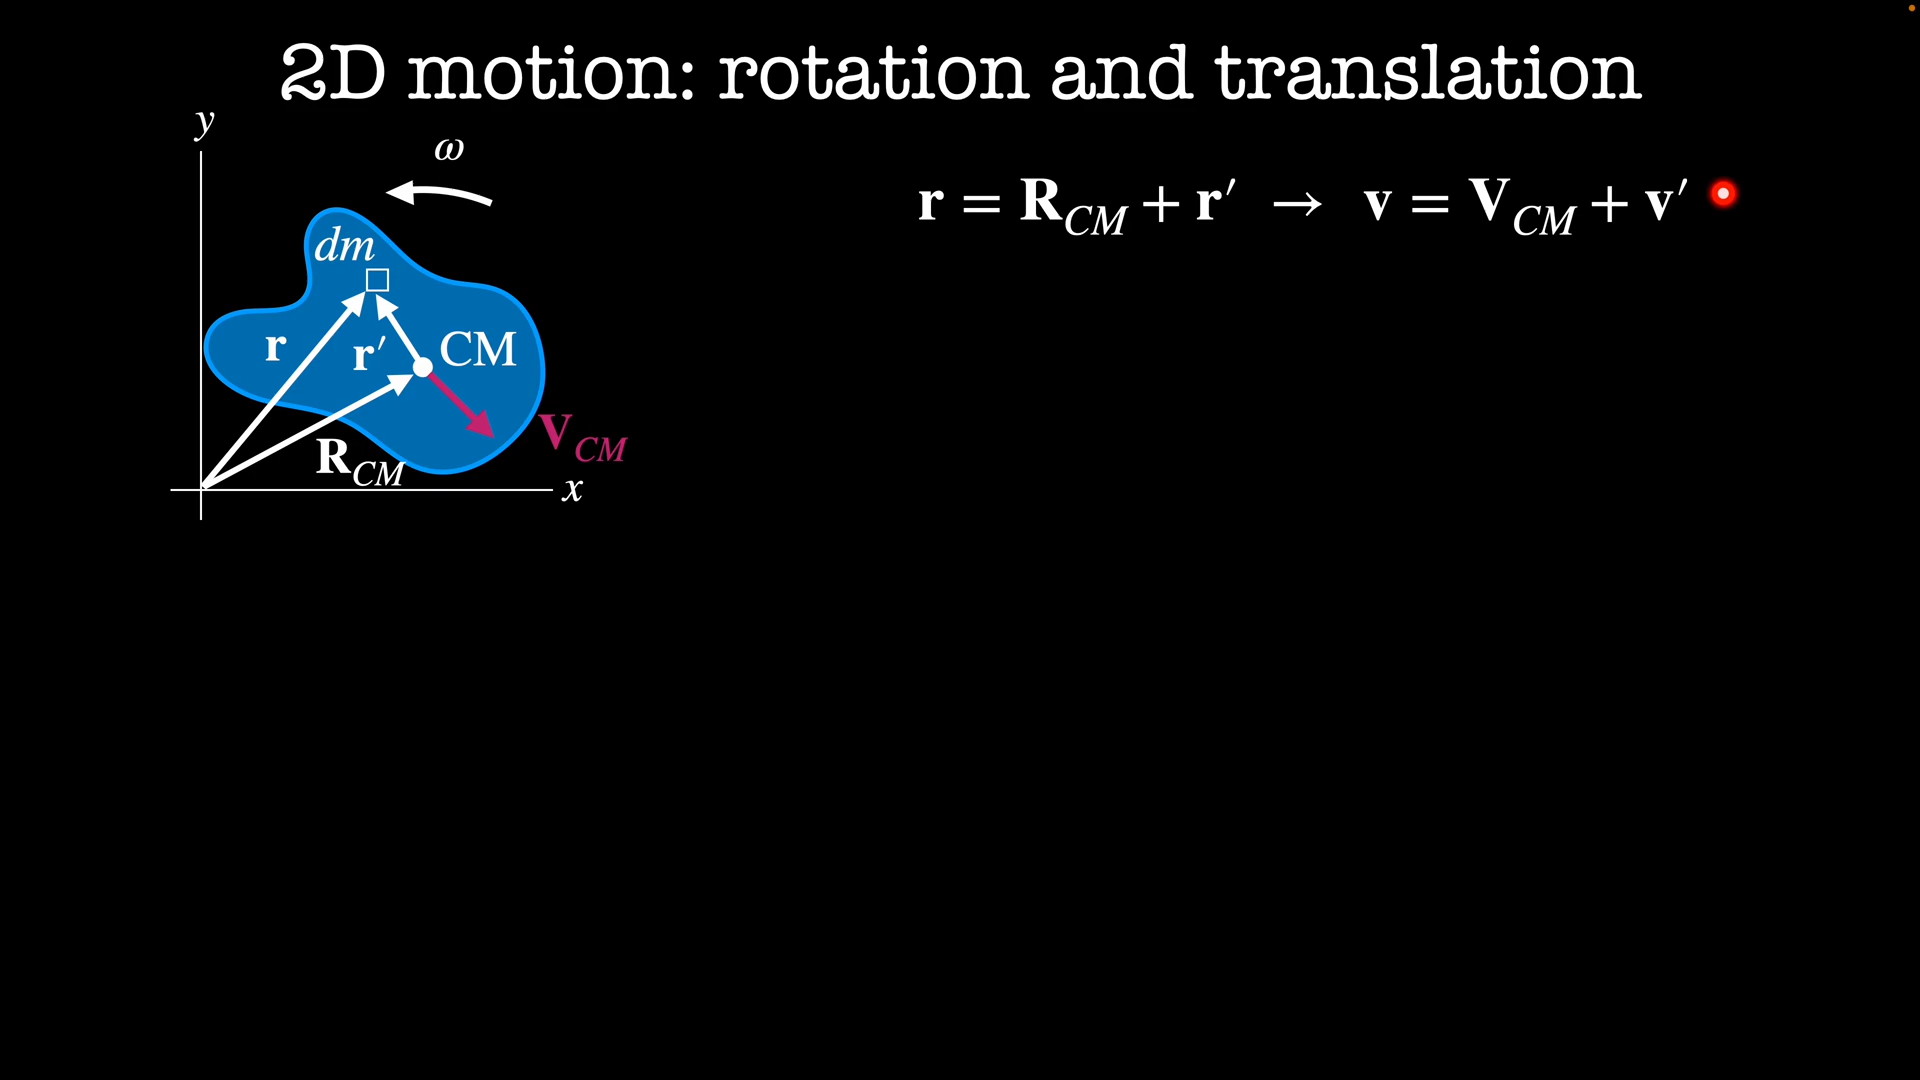 2D motion: rotation and translation
y
ω
r = R_CM + r′ → v = V_CM + v′
dm
r
r′
CM
V_CM
R_CM
x